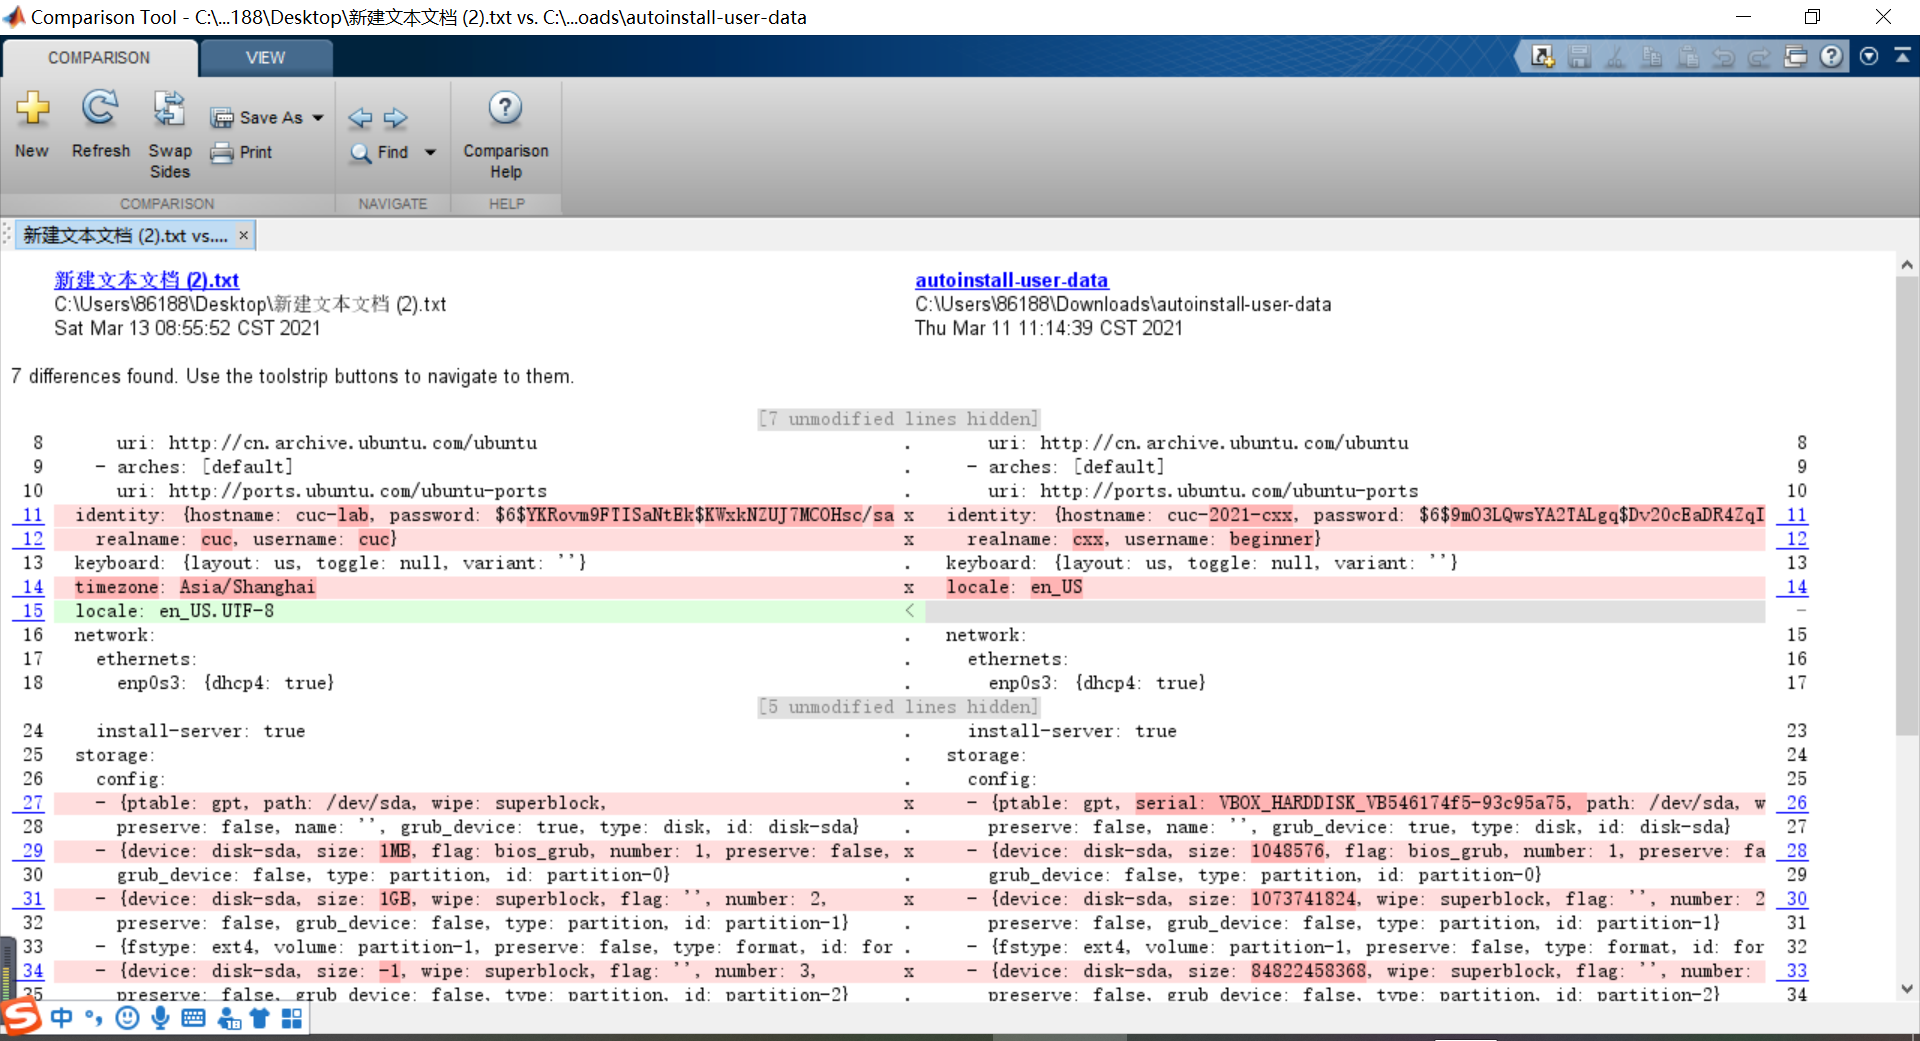 Comparison Tool - C:\...188\Desktop\新建文本文档 (2).txt vs. C:\...oads\autoinstall-user-data
COMPARISON VIEW
New Refresh Swap Sides Save As Print Find Comparison Help
COMPARISON NAVIGATE HELP
新建文本文档 (2).txt vs....
新建文本文档 (2).txt autoinstall-user-data
C:\Users\86188\Desktop\新建文本文档 (2).txt C:\Users\86188\Downloads\autoinstall-user-data
Sat Mar 13 08:55:52 CST 2021 Thu Mar 11 11:14:39 CST 2021
7 differences found. Use the toolstrip buttons to navigate to them.
[7 unmodified lines hidden]
8 uri: http://cn.archive.ubuntu.com/ubuntu . uri: http://cn.archive.ubuntu.com/ubuntu 8
9 - arches: [default] . - arches: [default] 9
10 uri: http://ports.ubuntu.com/ubuntu-ports . uri: http://ports.ubuntu.com/ubuntu-ports 10
11 identity: {hostname: cuc-lab, password: $6$YKRovm9FTISaNtEk$KWxkNZUJ7MCOHsc/sa x identity: {hostname: cuc-2021-cxx, password: $6$9mO3LQwsYA2TALgq$Dv20cEaDR4ZqI 11
12 realname: cuc, username: cuc} x realname: cxx, username: beginner} 12
13 keyboard: {layout: us, toggle: null, variant: ''} . keyboard: {layout: us, toggle: null, variant: ''} 13
14 timezone: Asia/Shanghai x locale: en_US 14
15 locale: en_US.UTF-8 < -
16 network: . network: 15
17 ethernets: . ethernets: 16
18 enp0s3: {dhcp4: true} . enp0s3: {dhcp4: true} 17
[5 unmodified lines hidden]
24 install-server: true . install-server: true 23
25 storage: . storage: 24
26 config: . config: 25
27 - {ptable: gpt, path: /dev/sda, wipe: superblock, x - {ptable: gpt, serial: VBOX_HARDDISK_VB546174f5-93c95a75, path: /dev/sda, w 26
28 preserve: false, name: '', grub_device: true, type: disk, id: disk-sda} . preserve: false, name: '', grub_device: true, type: disk, id: disk-sda} 27
29 - {device: disk-sda, size: 1MB, flag: bios_grub, number: 1, preserve: false, x - {device: disk-sda, size: 1048576, flag: bios_grub, number: 1, preserve: fa 28
30 grub_device: false, type: partition, id: partition-0} . grub_device: false, type: partition, id: partition-0} 29
31 - {device: disk-sda, size: 1GB, wipe: superblock, flag: '', number: 2, x - {device: disk-sda, size: 1073741824, wipe: superblock, flag: '', number: 2 30
32 preserve: false, grub_device: false, type: partition, id: partition-1} . preserve: false, grub_device: false, type: partition, id: partition-1} 31
33 - {fstype: ext4, volume: partition-1, preserve: false, type: format, id: for . - {fstype: ext4, volume: partition-1, preserve: false, type: format, id: for 32
34 - {device: disk-sda, size: -1, wipe: superblock, flag: '', number: 3, x - {device: disk-sda, size: 84822458368, wipe: superblock, flag: '', number: 33
35 preserve: false, grub_device: false, type: partition, id: partition-2} . preserve: false, grub_device: false, type: partition, id: partition-2} 34
中